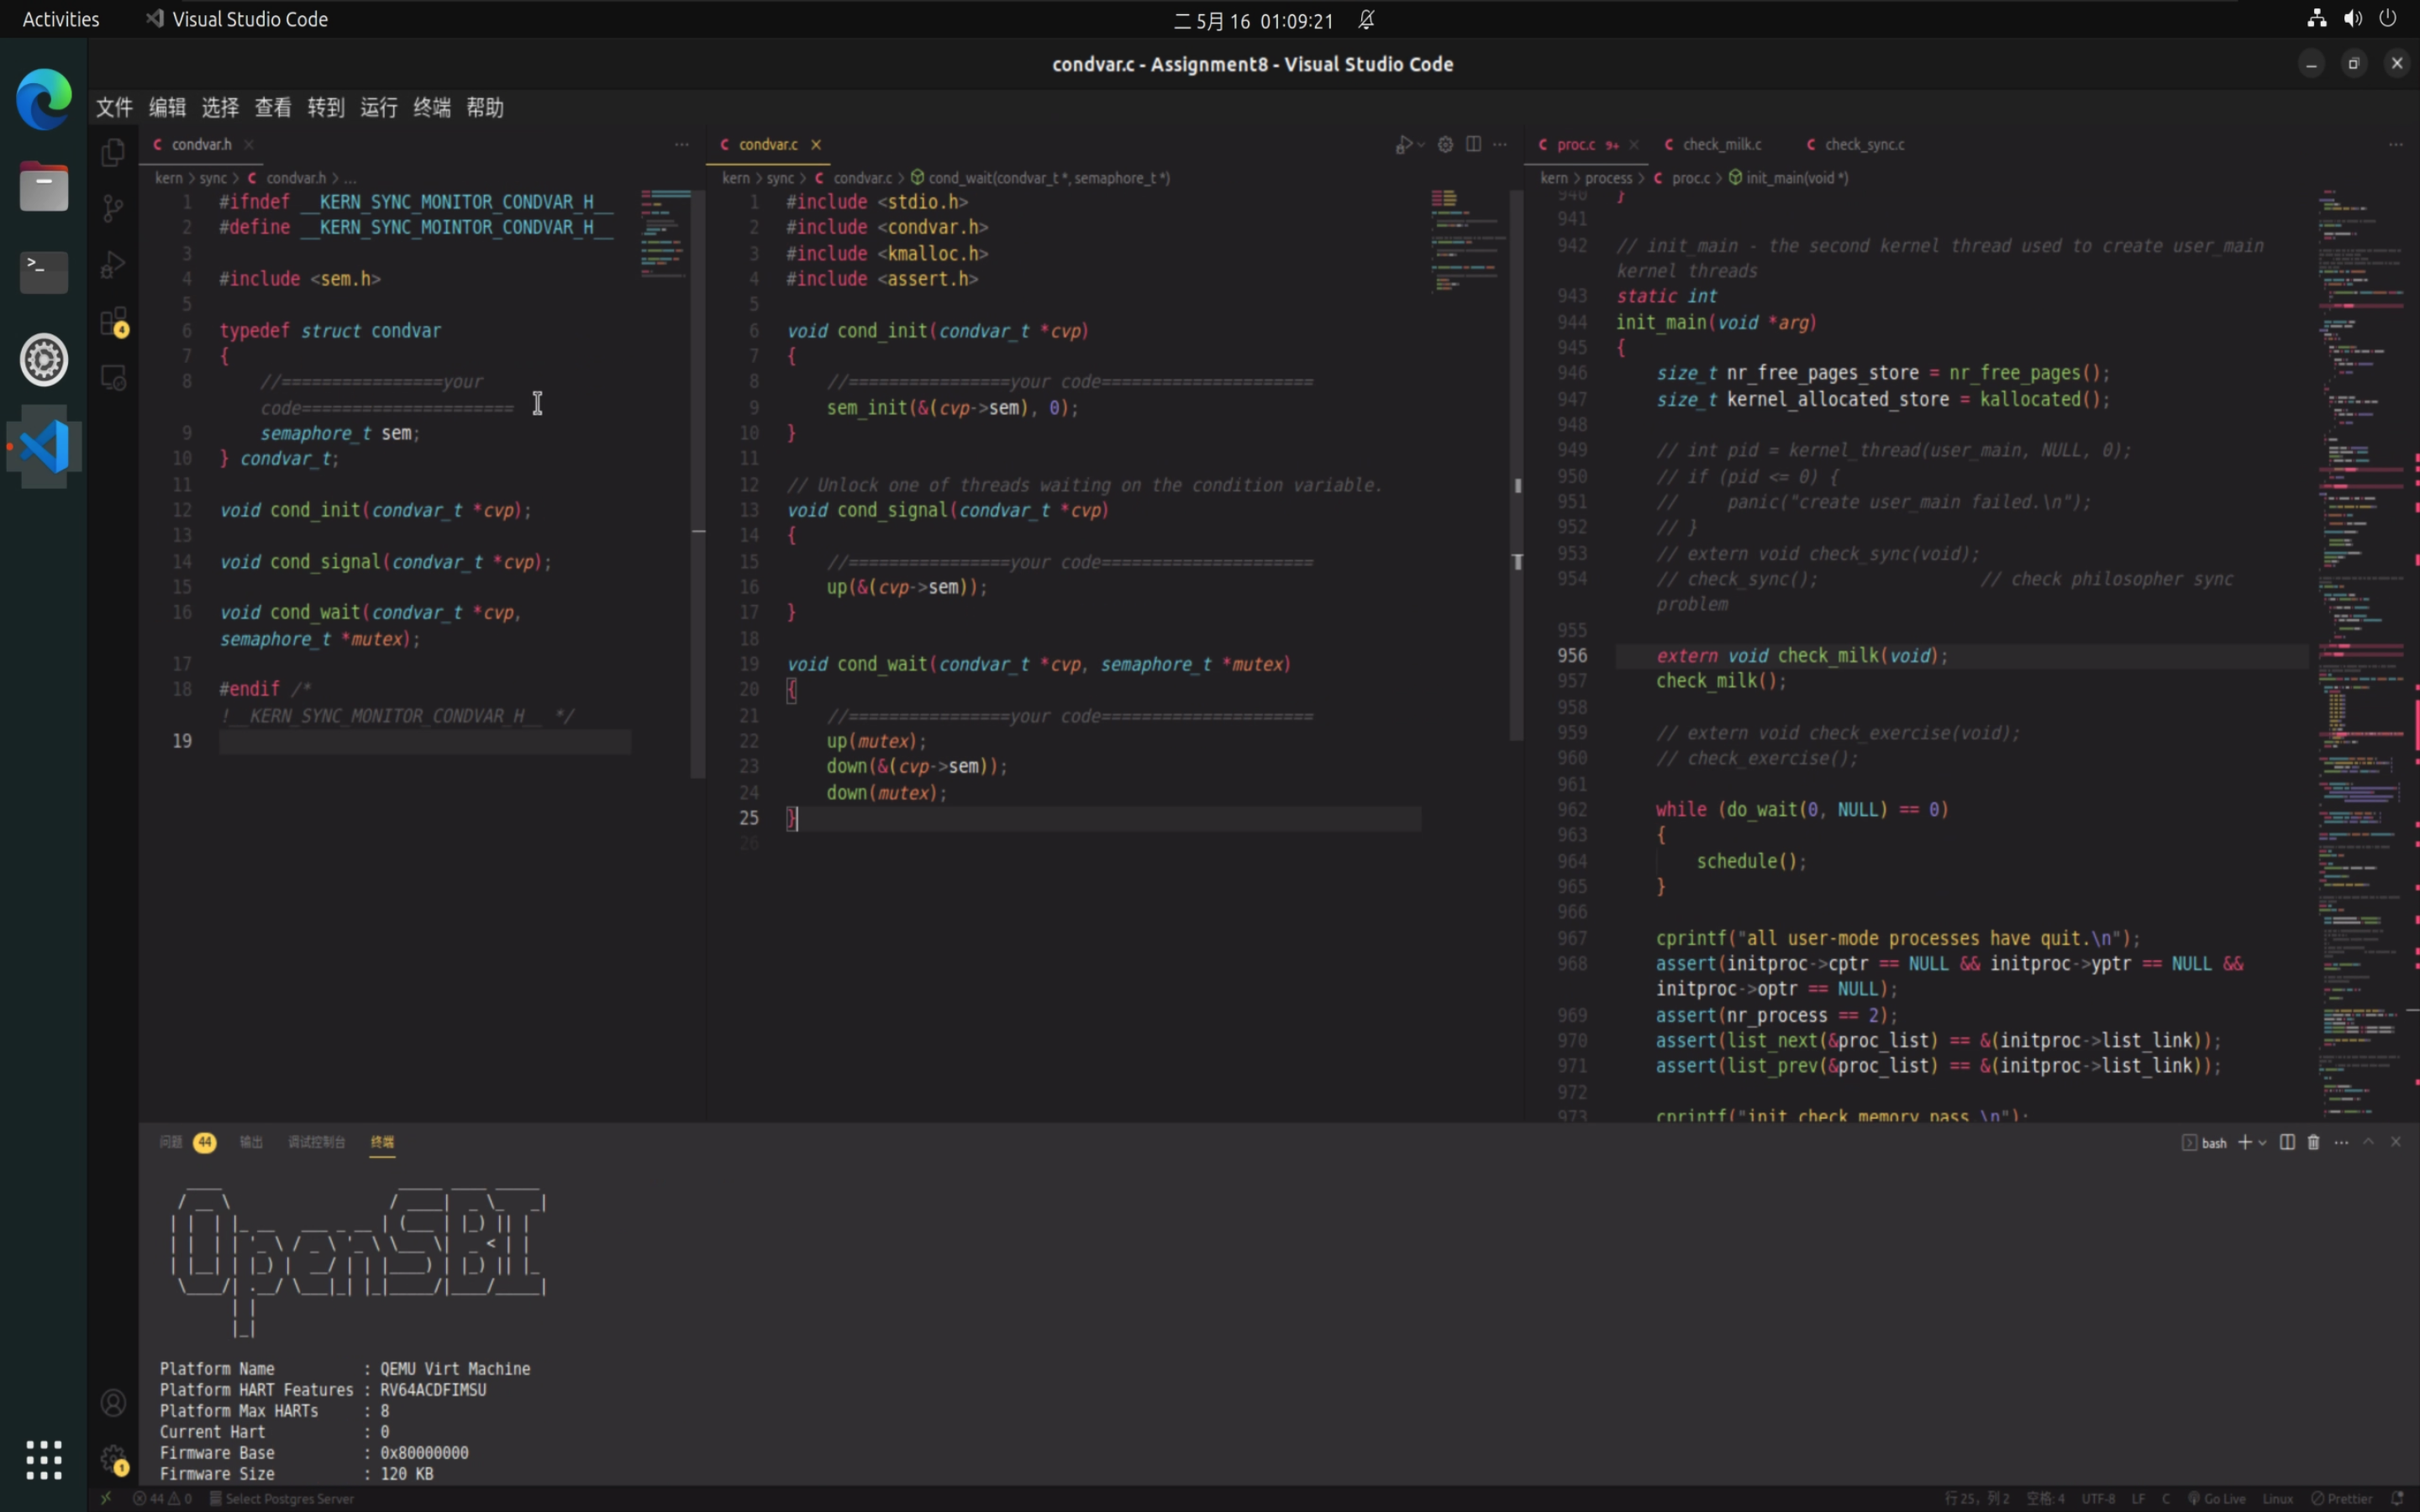 Activities
Visual Studio Code
二 5月 16 01:09:21
condvar.c - Assignment8 - Visual Studio Code
文件 编辑 选择 查看 转到 运行 终端 帮助
C condvar.h
kern > sync > C condvar.h > ...
1 #ifndef __KERN_SYNC_MONITOR_CONDVAR_H__
2 #define __KERN_SYNC_MOINTOR_CONDVAR_H__
3
4 #include <sem.h>
5
6 typedef struct condvar
7 {
8 //================your
code=====================
9 semaphore_t sem;
10 } condvar_t;
11
12 void cond_init(condvar_t *cvp);
13
14 void cond_signal(condvar_t *cvp);
15
16 void cond_wait(condvar_t *cvp,
semaphore_t *mutex);
17
18 #endif /*
!__KERN_SYNC_MONITOR_CONDVAR_H__ */
19
C condvar.c
kern > sync > C condvar.c > cond_wait(condvar_t *, semaphore_t *)
1 #include <stdio.h>
2 #include <condvar.h>
3 #include <kmalloc.h>
4 #include <assert.h>
5
6 void cond_init(condvar_t *cvp)
7 {
8 //================your code=====================
9 sem_init(&(cvp->sem), 0);
10 }
11
12 // Unlock one of threads waiting on the condition variable.
13 void cond_signal(condvar_t *cvp)
14 {
15 //================your code=====================
16 up(&(cvp->sem));
17 }
18
19 void cond_wait(condvar_t *cvp, semaphore_t *mutex)
20 {
21 //================your code=====================
22 up(mutex);
23 down(&(cvp->sem));
24 down(mutex);
25 }
26
C proc.c 9+ C check_milk.c C check_sync.c
kern > process > C proc.c > init_main(void *)
940 }
941
942 // init_main - the second kernel thread used to create user_main
kernel threads
943 static int
944 init_main(void *arg)
945 {
946 size_t nr_free_pages_store = nr_free_pages();
947 size_t kernel_allocated_store = kallocated();
948
949 // int pid = kernel_thread(user_main, NULL, 0);
950 // if (pid <= 0) {
951 // panic("create user_main failed.\n");
952 // }
953 // extern void check_sync(void);
954 // check_sync(); // check philosopher sync
problem
955
956 extern void check_milk(void);
957 check_milk();
958
959 // extern void check_exercise(void);
960 // check_exercise();
961
962 while (do_wait(0, NULL) == 0)
963 {
964 schedule();
965 }
966
967 cprintf("all user-mode processes have quit.\n");
968 assert(initproc->cptr == NULL && initproc->yptr == NULL &&
initproc->optr == NULL);
969 assert(nr_process == 2);
970 assert(list_next(&proc_list) == &(initproc->list_link));
971 assert(list_prev(&proc_list) == &(initproc->list_link));
972
973 cprintf("init check memory pass.\n");
问题 44 输出 调试控制台 终端
bash
OpenSBI
Platform Name : QEMU Virt Machine
Platform HART Features : RV64ACDFIMSU
Platform Max HARTs : 8
Current Hart : 0
Firmware Base : 0x80000000
Firmware Size : 120 KB
44 0 Select Postgres Server
行 25，列 2 空格: 4 UTF-8 LF C Go Live Linux Prettier